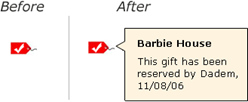 Before
After
Barbie House
This gift has been
reserved by Dadem,
11/08/06